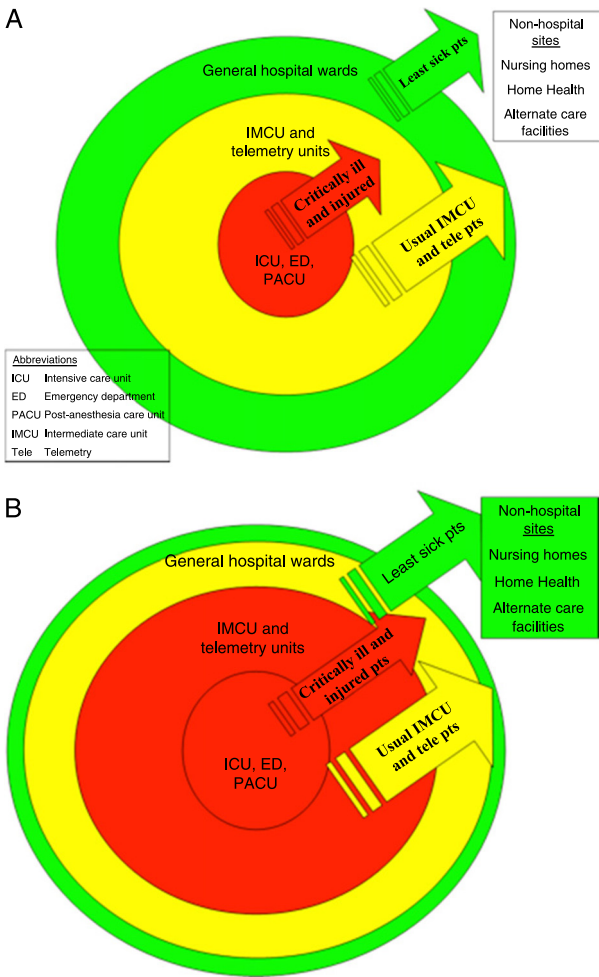 A
General hospital wards
Least sick pts
Non-hospital
sites
Nursing homes
Home Health
Alternate care
facilities
IMCU and
telemetry units
Critically ill
and injured
Usual IMCU
and tele pts
ICU, ED,
PACU
Abbreviations
ICU Intensive care unit
ED Emergency department
PACU Post-anesthesia care unit
IMCU Intermediate care unit
Tele Telemetry
B
General hospital wards
Least sick pts
Non-hospital
sites
Nursing homes
Home Health
Alternate care
facilities
IMCU and
telemetry units
Critically ill and
injured pts
Usual IMCU
and tele pts
ICU, ED,
PACU